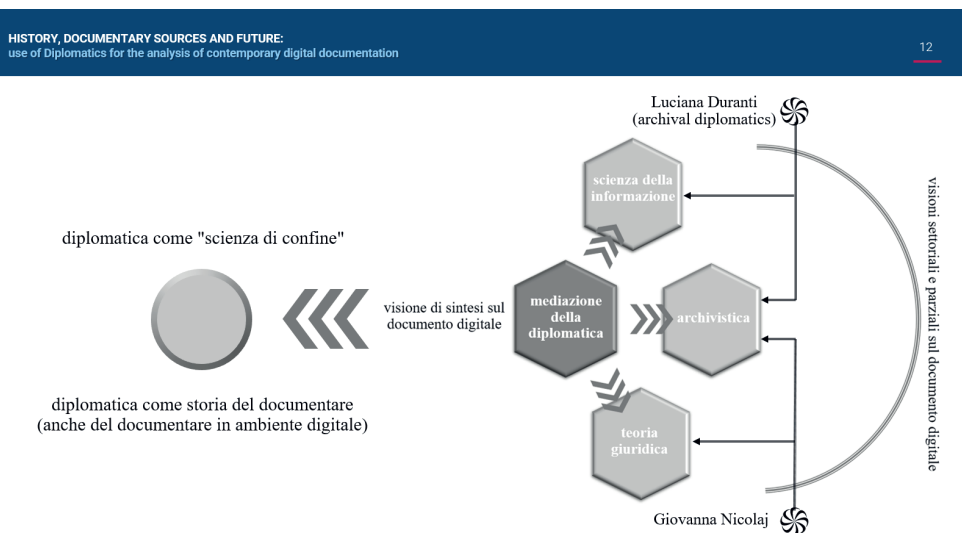 HISTORY, DOCUMENTARY SOURCES AND FUTURE:
use of Diplomatics for the analysis of contemporary digital documentation
12
Luciana Duranti
(archival diplomatics)
scienza della
informazione
diplomatica come "scienza di confine"
visione di sintesi sul
documento digitale
mediazione
della
diplomatica
archivistica
visioni settoriali e parziali sul documento digitale
diplomatica come storia del documentare
(anche del documentare in ambiente digitale)
teoria
giuridica
Giovanna Nicolaj